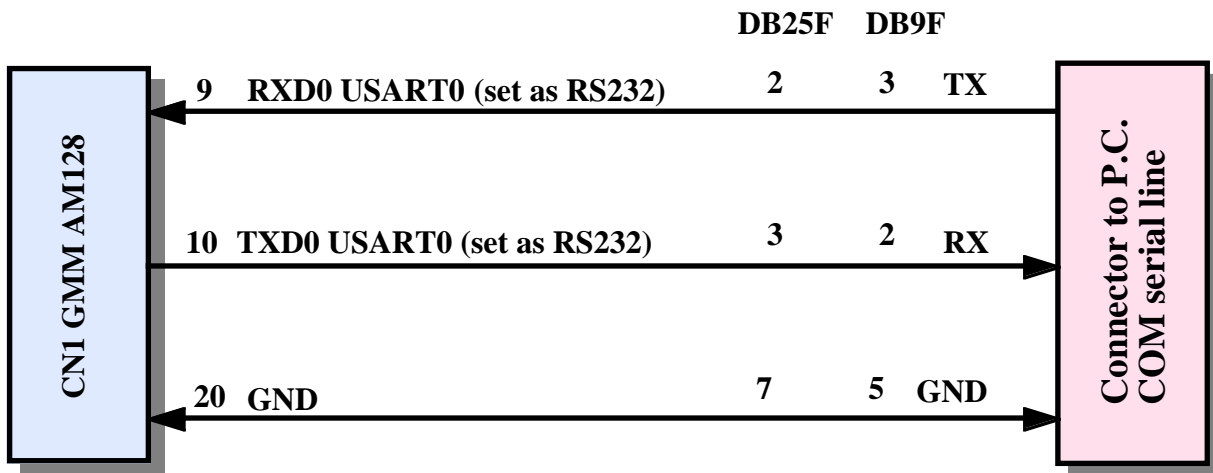 DB25F DB9F
9 RXD0 USART0 (set as RS232) 2 3 TX
10 TXD0 USART0 (set as RS232) 3 2 RX
20 GND 7 5 GND
CN1 GMM AM128
Connector to P.C.
COM serial line